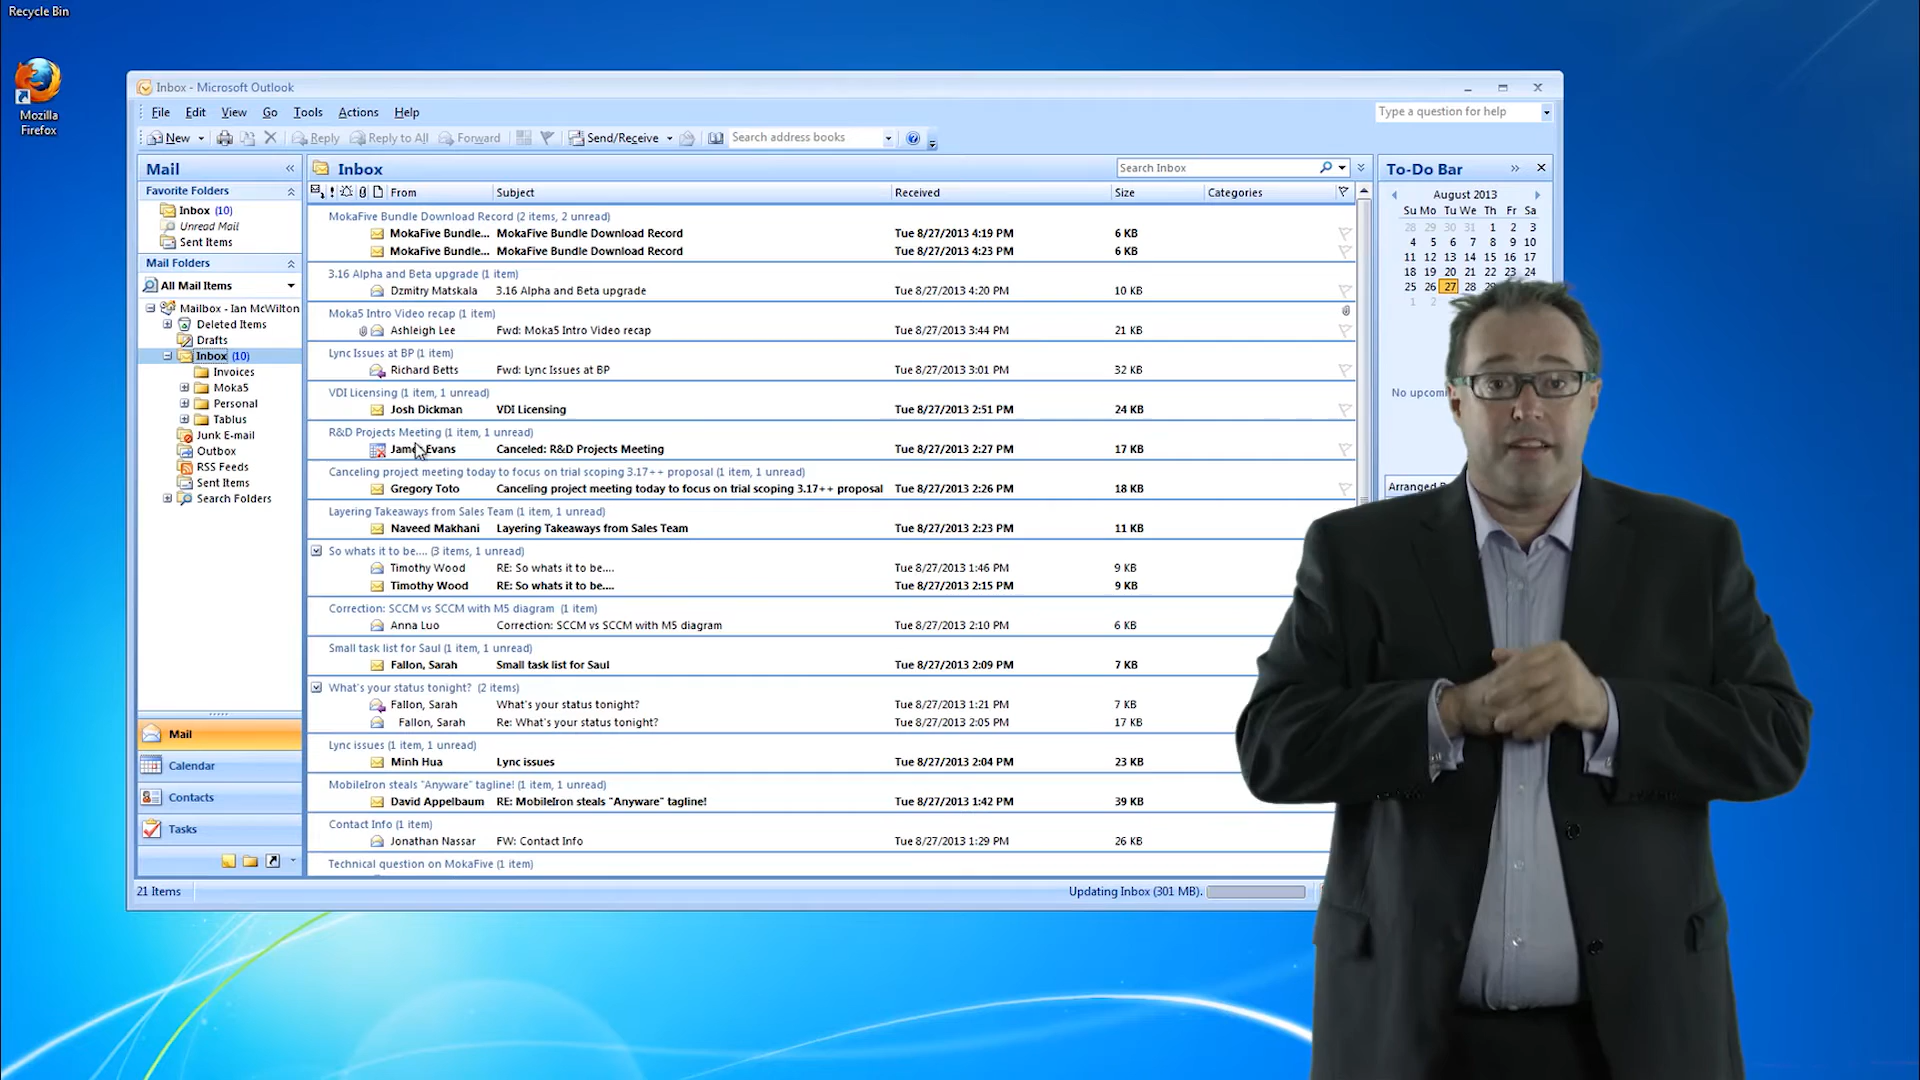 Recycle Bin
Mozilla
Firefox
Inbox - Microsoft Outlook
File Edit View Go Tools Actions Help
Type a question for help
New Reply Reply to All Forward Send/Receive Search address books
Mail
Favorite Folders
Inbox (10)
Unread Mail
Sent Items
Mail Folders
All Mail Items
Mailbox - Ian McWilton
Deleted Items
Drafts
Inbox (10)
Invoices
Moka5
Personal
Tablus
Junk E-mail
Outbox
RSS Feeds
Sent Items
Search Folders
Mail
Calendar
Contacts
Tasks
Inbox
Search Inbox
From Subject Received Size Categories
MokaFive Bundle Download Record (2 items, 2 unread)
MokaFive Bundle... MokaFive Bundle Download Record Tue 8/27/2013 4:19 PM 6 KB
MokaFive Bundle... MokaFive Bundle Download Record Tue 8/27/2013 4:23 PM 6 KB
3.16 Alpha and Beta upgrade (1 item)
Dzmitry Matskala 3.16 Alpha and Beta upgrade Tue 8/27/2013 4:20 PM 10 KB
Moka5 Intro Video recap (1 item)
Ashleigh Lee Fwd: Moka5 Intro Video recap Tue 8/27/2013 3:44 PM 21 KB
Lync Issues at BP (1 item)
Richard Betts Fwd: Lync Issues at BP Tue 8/27/2013 3:01 PM 32 KB
VDI Licensing (1 item, 1 unread)
Josh Dickman VDI Licensing Tue 8/27/2013 2:51 PM 24 KB
R&D Projects Meeting (1 item, 1 unread)
Evans Canceled: R&D Projects Meeting Tue 8/27/2013 2:27 PM 17 KB
Canceling project meeting today to focus on trial scoping 3.17++ proposal (1 item, 1 unread)
Gregory Toto Canceling project meeting today to focus on trial scoping 3.17++ proposal Tue 8/27/2013 2:26 PM 18 KB
Layering Takeaways from Sales Team (1 item, 1 unread)
Naveed Makhani Layering Takeaways from Sales Team Tue 8/27/2013 2:23 PM 11 KB
So whats it to be.... (3 items, 1 unread)
Timothy Wood RE: So whats it to be.... Tue 8/27/2013 1:46 PM 9 KB
Timothy Wood RE: So whats it to be.... Tue 8/27/2013 2:15 PM 9 KB
Correction: SCCM vs SCCM with M5 diagram (1 item)
Anna Luo Correction: SCCM vs SCCM with M5 diagram Tue 8/27/2013 2:10 PM 6 KB
Small task list for Saul (1 item, 1 unread)
Fallon, Sarah Small task list for Saul Tue 8/27/2013 2:09 PM 7 KB
What's your status tonight? (2 items)
Fallon, Sarah What's your status tonight? Tue 8/27/2013 1:21 PM 7 KB
Fallon, Sarah Re: What's your status tonight? Tue 8/27/2013 2:05 PM 17 KB
Lync issues (1 item, 1 unread)
Minh Hua Lync issues Tue 8/27/2013 2:04 PM 23 KB
MobileIron steals "Anyware" tagline! (1 item, 1 unread)
David Appelbaum RE: MobileIron steals "Anyware" tagline! Tue 8/27/2013 1:42 PM 39 KB
Contact Info (1 item)
Jonathan Nassar FW: Contact Info Tue 8/27/2013 1:29 PM 26 KB
Technical question on MokaFive (1 item)
To-Do Bar
August 2013
Su Mo Tu We Th Fr Sa
28 29 30 31 1 2 3
4 5 6 7 8 9 10
11 12 13 14 15 16 17
18 19 20 21 22 23 24
25 26 27 28
1 2
No upcom
Arranged
21 Items
Updating Inbox (301 MB).